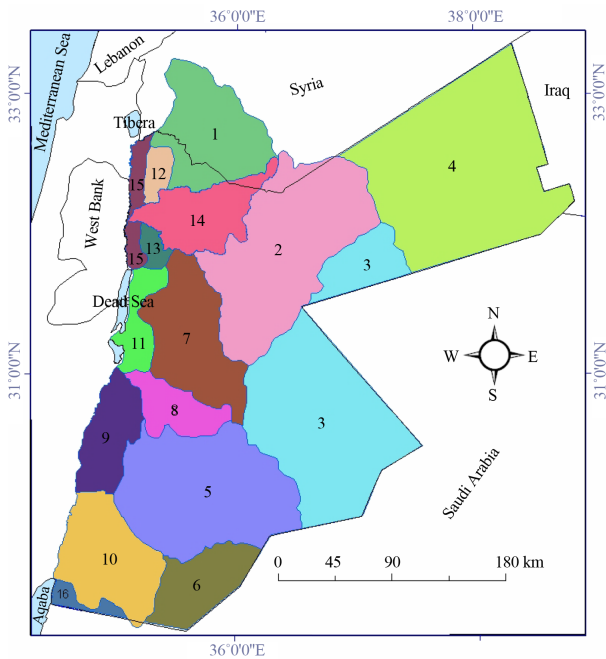 36°0'0"E
38°0'0"E
33°0'0"N
33°0'0"N
31°0'0"N
31°0'0"N
Mediterranean Sea
Lebanon
Syria
Iraq
Tibera
West Bank
Dead Sea
Saudi Arabia
Aqaba
1
2
3
3
4
5
6
7
8
9
10
11
12
13
14
15
15
16
N
W
E
S
0
45
90
180 km
36°0'0"E